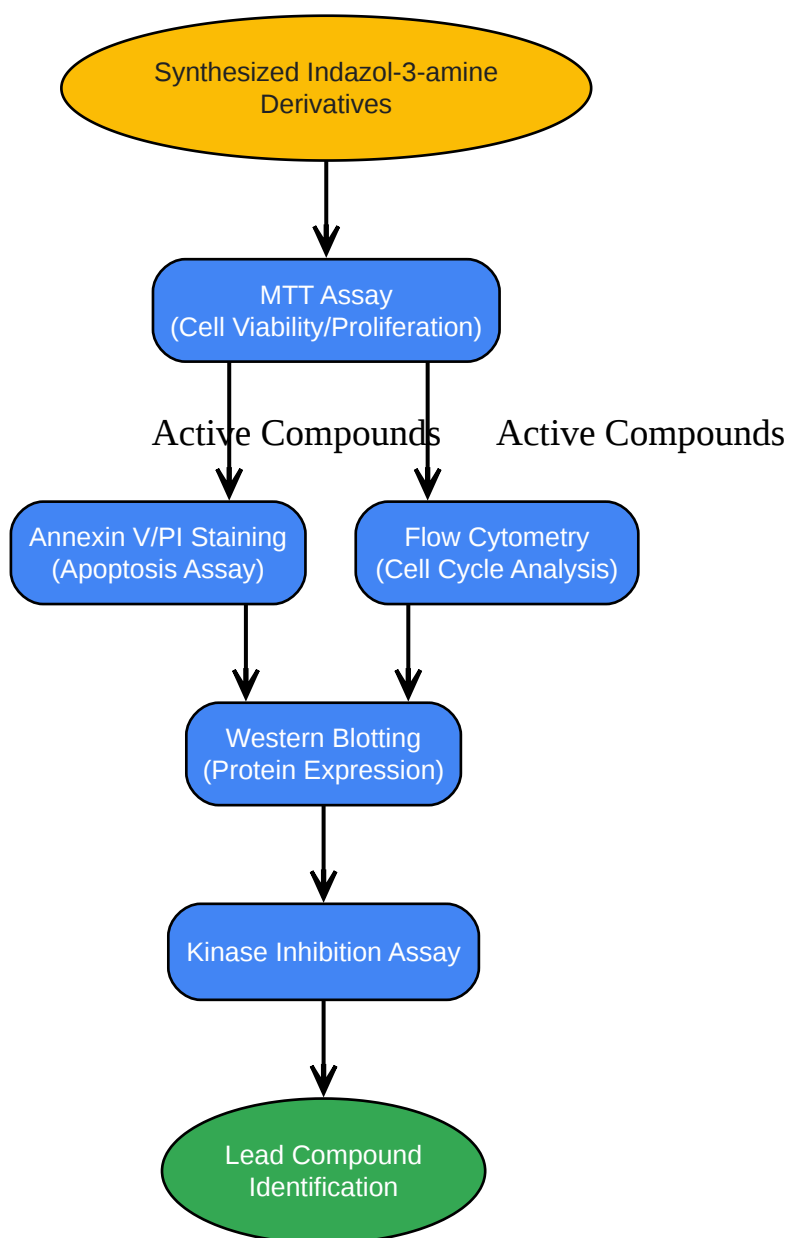 Synthesized Indazol-3-amine
Derivatives
MTT Assay
(Cell Viability/Proliferation)
Active Compounds
Active Compounds
Annexin V/PI Staining
(Apoptosis Assay)
Flow Cytometry
(Cell Cycle Analysis)
Western Blotting
(Protein Expression)
Kinase Inhibition Assay
Lead Compound
Identification